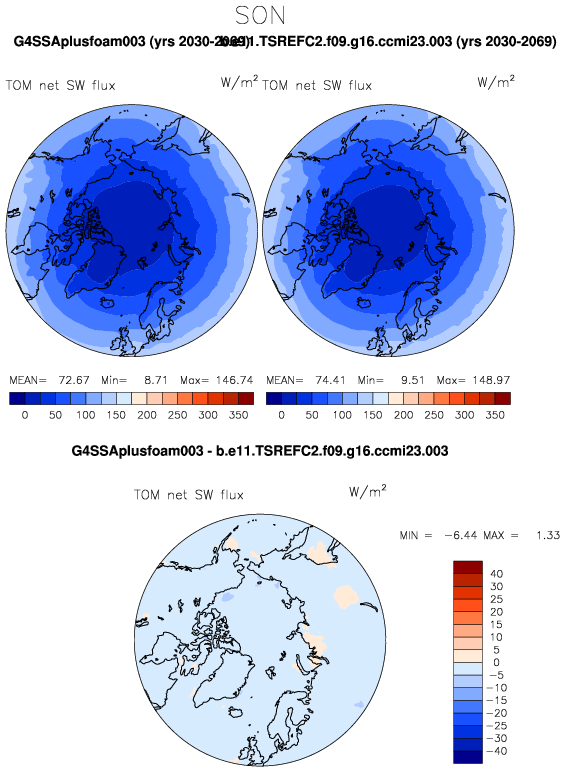 SON
G4SSAplusfoam003 (yrs 2030-2069) b.e11.TSREFC2.f09.g16.ccmi23.003 (yrs 2030-2069)
TOM net SW flux W/m² TOM net SW flux W/m²
MEAN= 72.67 Min= 8.71 Max= 146.74 MEAN= 74.41 Min= 9.51 Max= 148.97
0 50 100 150 200 250 300 350 0 50 100 150 200 250 300 350
G4SSAplusfoam003 - b.e11.TSREFC2.f09.g16.ccmi23.003
TOM net SW flux W/m²
MIN = -6.44 MAX = 1.33
40
30
25
20
15
10
5
0
-5
-10
-15
-20
-25
-30
-40